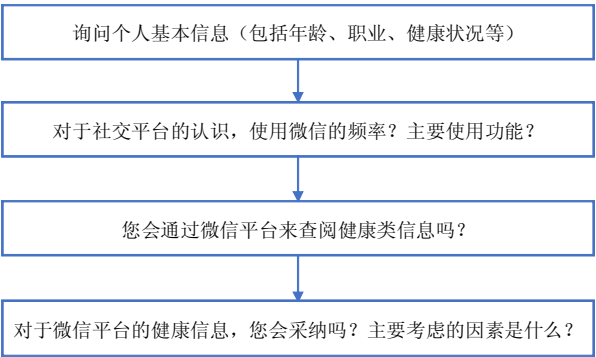 询问个人基本信息（包括年龄、职业、健康状况等）
对于社交平台的认识，使用微信的频率？主要使用功能？
您会通过微信平台来查阅健康类信息吗？
对于微信平台的健康信息，您会采纳吗？主要考虑的因素是什么？